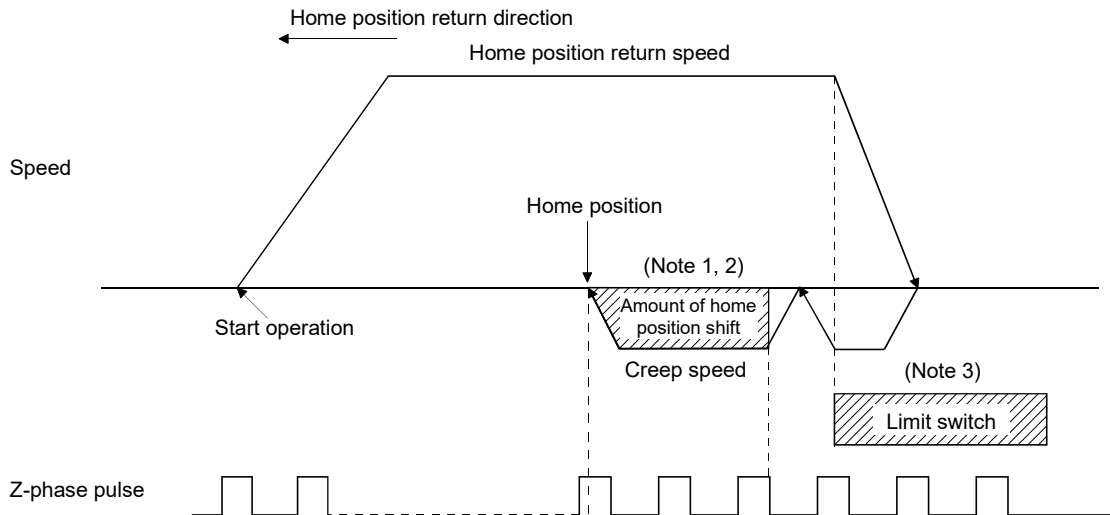 Home position return direction
Home position return speed
Speed
Home position
(Note 1, 2)
Amount of home
position shift
Start operation
Creep speed
(Note 3)
Limit switch
Z-phase pulse